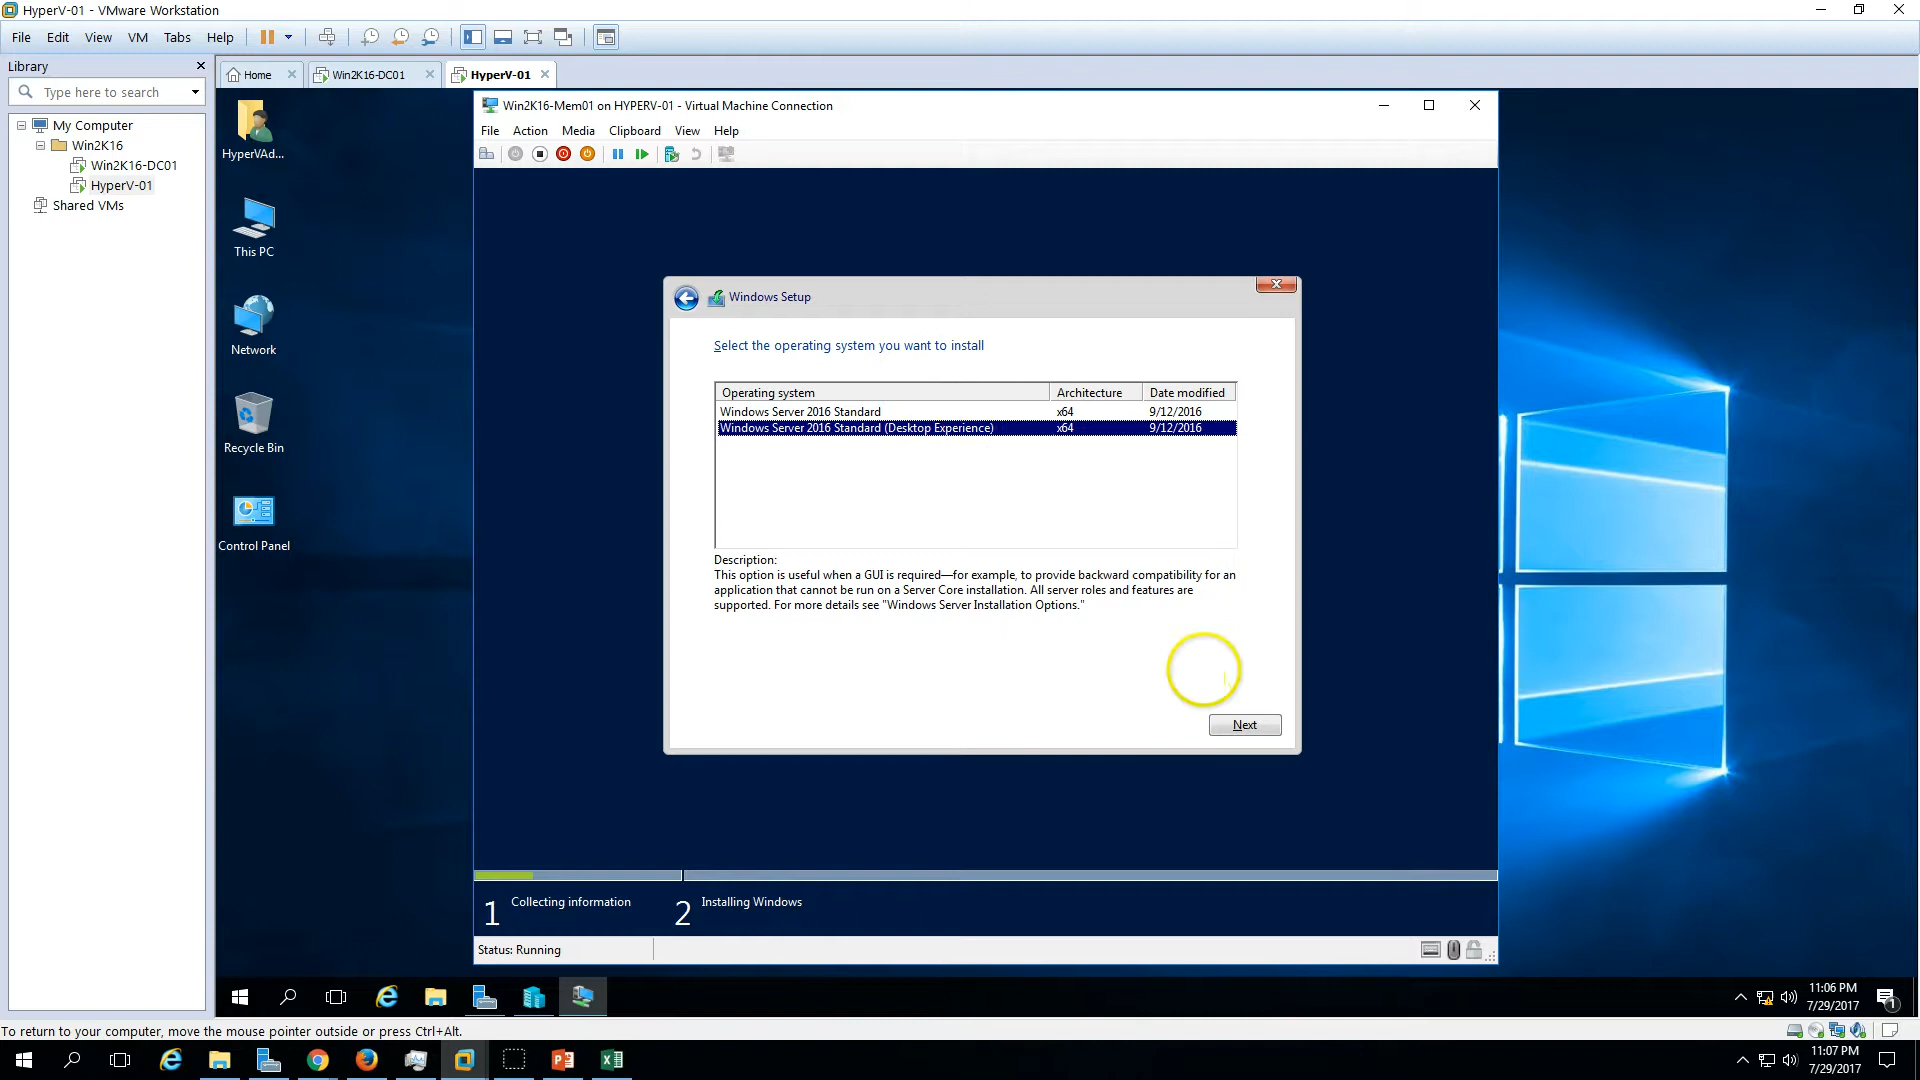 HyperV-01 - VMware Workstation
File Edit View VM Tabs Help
Library
Type here to search
My Computer
Win2K16
Win2K16-DC01
HyperV-01
Shared VMs
Home
Win2K16-DC01
HyperV-01
HyperVAd...
This PC
Network
Recycle Bin
Control Panel
Win2K16-Mem01 on HYPERV-01 - Virtual Machine Connection
File Action Media Clipboard View Help
Windows Setup
Select the operating system you want to install
Operating system Architecture Date modified
Windows Server 2016 Standard x64 9/12/2016
Windows Server 2016 Standard (Desktop Experience) x64 9/12/2016
Description:
This option is useful when a GUI is required—for example, to provide backward compatibility for an
application that cannot be run on a Server Core installation. All server roles and features are
supported. For more details see "Windows Server Installation Options."
Next
1 Collecting information 2 Installing Windows
Status: Running
11:06 PM
7/29/2017
1
To return to your computer, move the mouse pointer outside or press Ctrl+Alt.
11:07 PM
7/29/2017